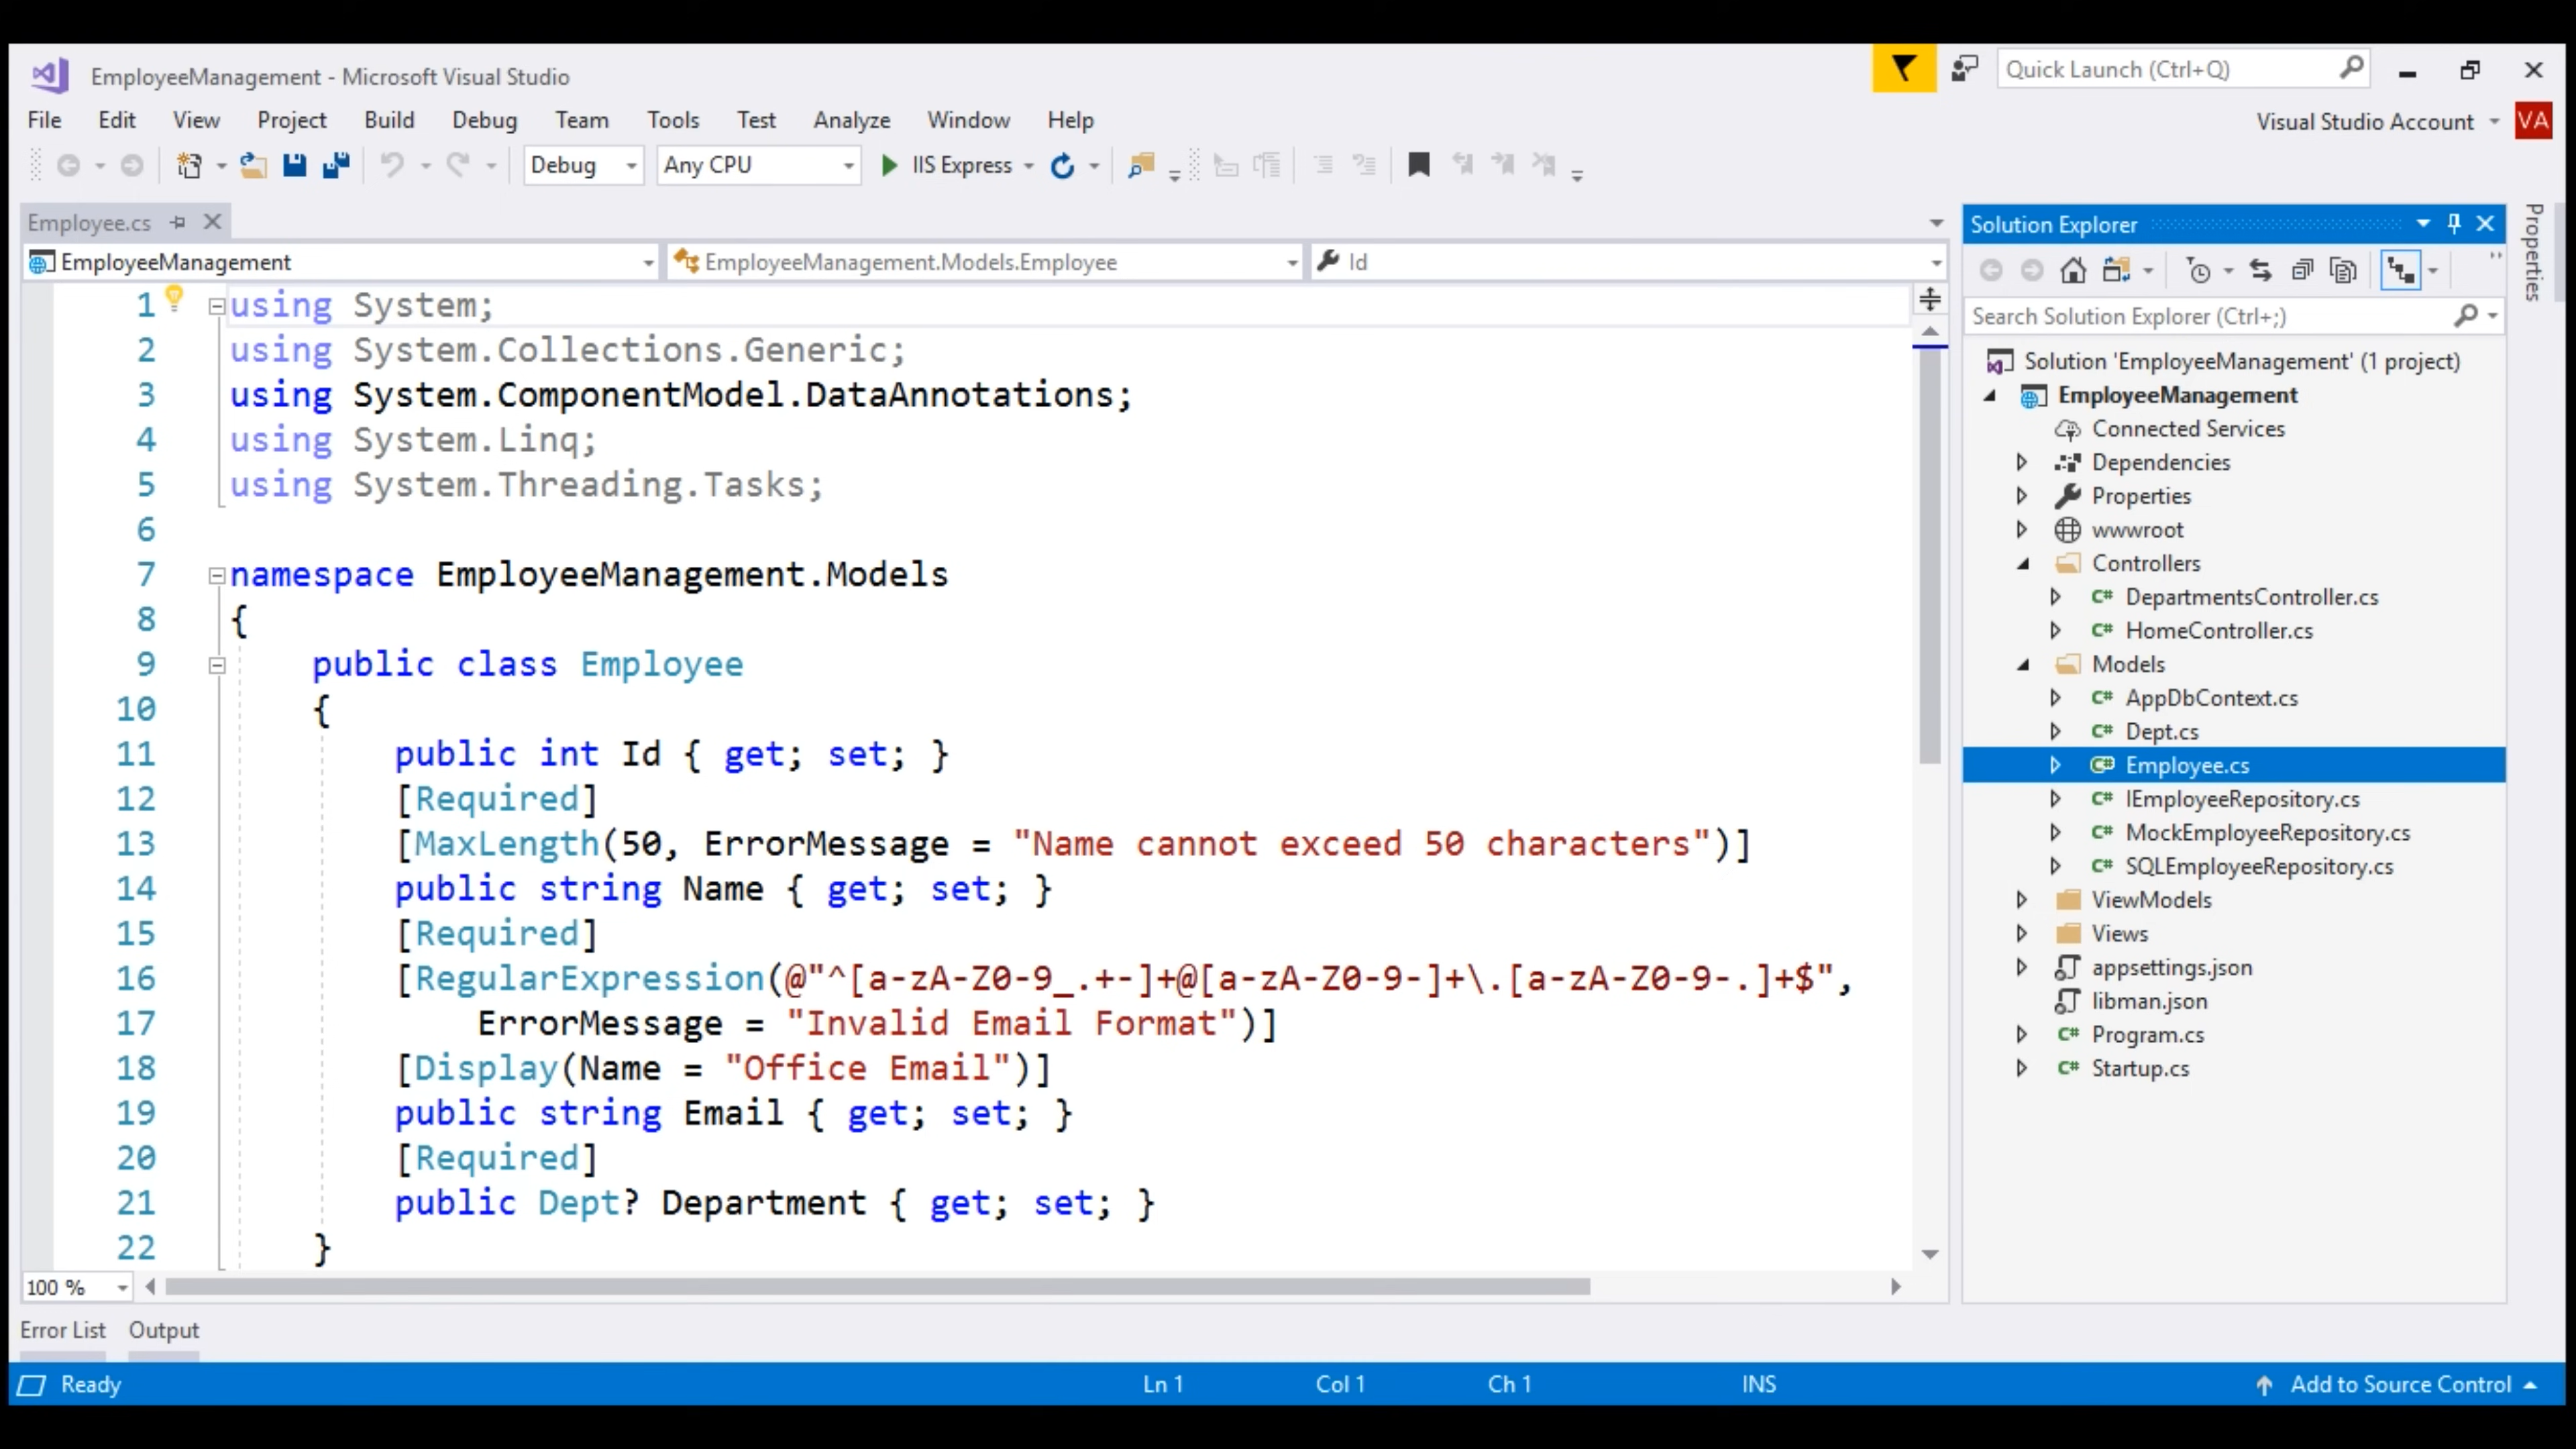 EmployeeManagement - Microsoft Visual Studio
Quick Launch (Ctrl+Q)
File Edit View Project Build Debug Team Tools Test Analyze Window Help
Visual Studio Account VA
Debug Any CPU IIS Express
Employee.cs
EmployeeManagement EmployeeManagement.Models.Employee Id
1 using System;
2 using System.Collections.Generic;
3 using System.ComponentModel.DataAnnotations;
4 using System.Linq;
5 using System.Threading.Tasks;
6
7 namespace EmployeeManagement.Models
8 {
9 public class Employee
10 {
11 public int Id { get; set; }
12 [Required]
13 [MaxLength(50, ErrorMessage = "Name cannot exceed 50 characters")]
14 public string Name { get; set; }
15 [Required]
16 [RegularExpression(@"^[a-zA-Z0-9_.+-]+@[a-zA-Z0-9-]+\.[a-zA-Z0-9-.]+$",
17 ErrorMessage = "Invalid Email Format")]
18 [Display(Name = "Office Email")]
19 public string Email { get; set; }
20 [Required]
21 public Dept? Department { get; set; }
22 }
100 %
Error List Output
Solution Explorer
Search Solution Explorer (Ctrl+;)
Solution 'EmployeeManagement' (1 project)
EmployeeManagement
Connected Services
Dependencies
Properties
wwwroot
Controllers
C# DepartmentsController.cs
C# HomeController.cs
Models
C# AppDbContext.cs
C# Dept.cs
C# Employee.cs
C# IEmployeeRepository.cs
C# MockEmployeeRepository.cs
C# SQLEmployeeRepository.cs
ViewModels
Views
appsettings.json
libman.json
C# Program.cs
C# Startup.cs
Properties
Ready Ln 1 Col 1 Ch 1 INS Add to Source Control